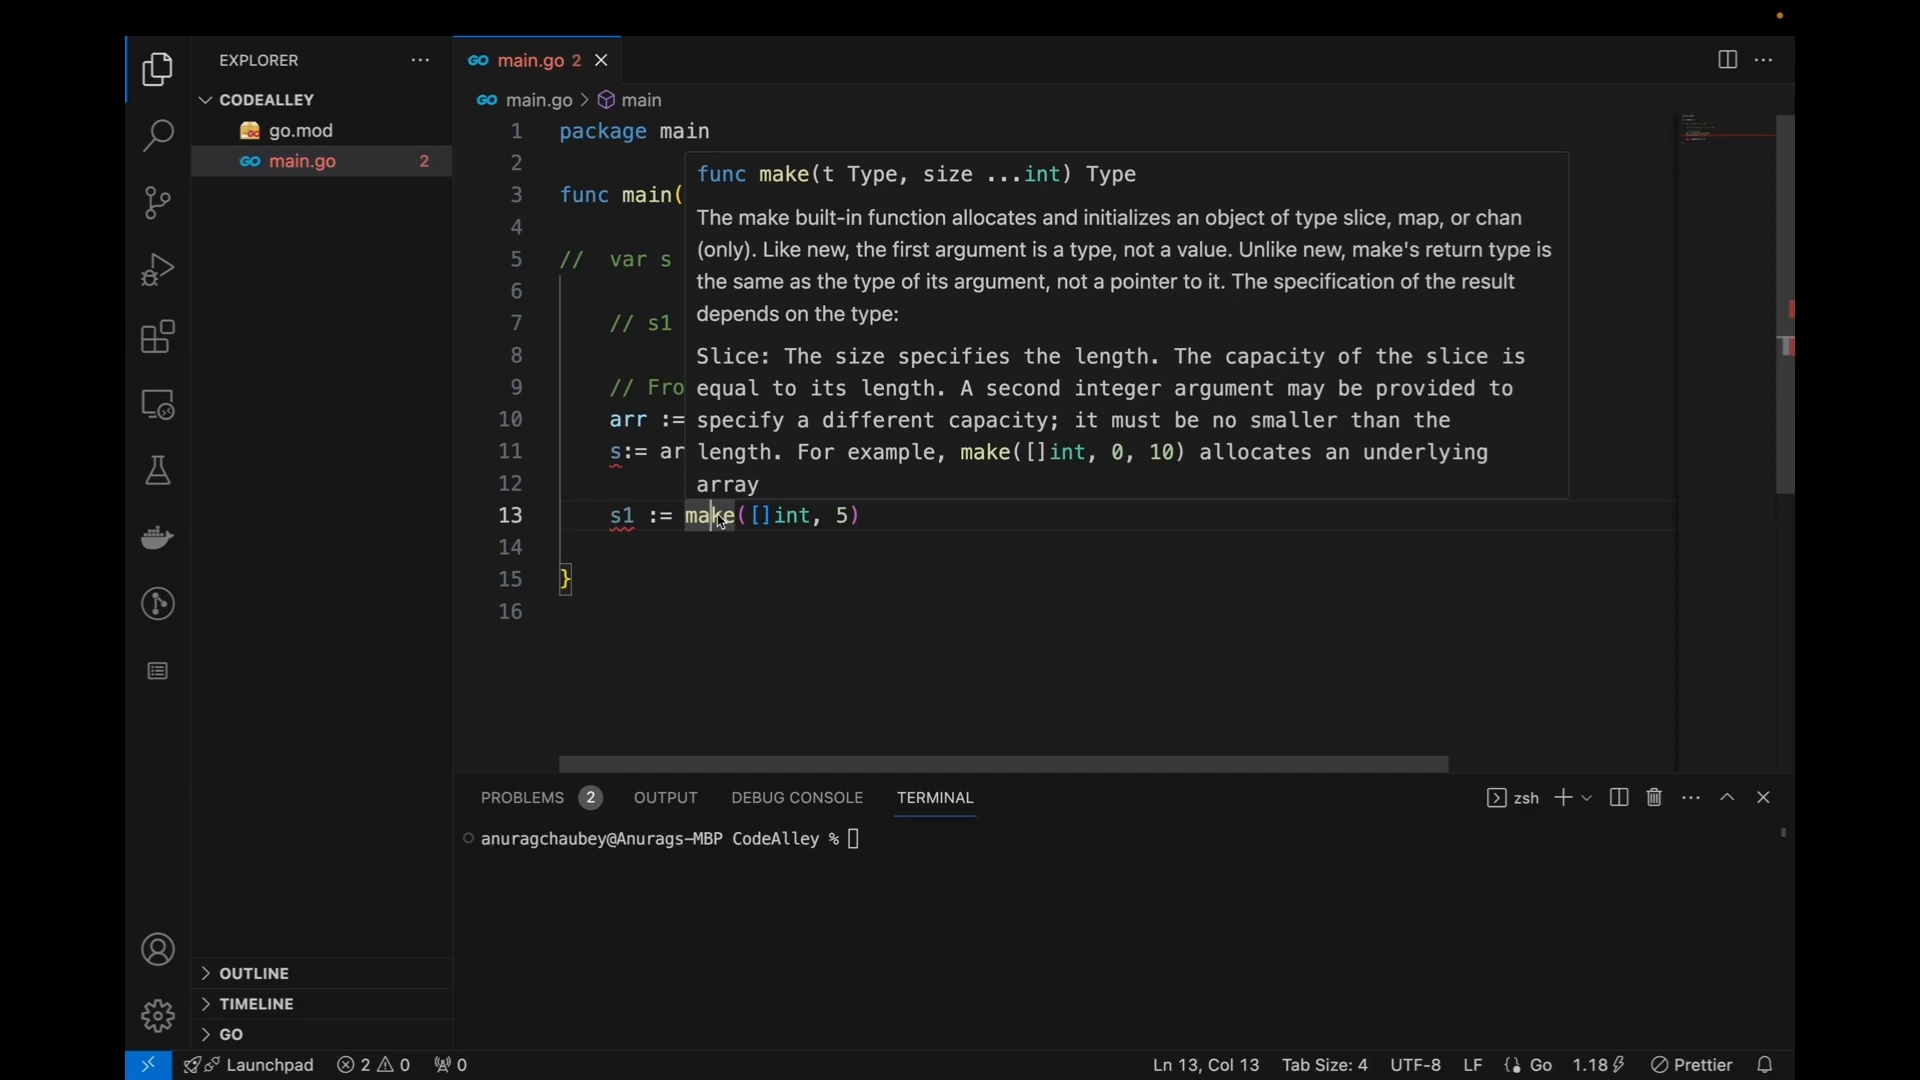 EXPLORER
CODEALLEY
go.mod
GO main.go 2
OUTLINE
TIMELINE
GO
GO main.go 2
GO main.go > main
1 package main
2
3 func main(
4
5 // var s
6
7 // s1
8
9 // Fro
10 arr :=
11 s:= ar
12
13 s1 := make([]int, 5)
14
15 }
16
func make(t Type, size ...int) Type
The make built-in function allocates and initializes an object of type slice, map, or chan
(only). Like new, the first argument is a type, not a value. Unlike new, make's return type is
the same as the type of its argument, not a pointer to it. The specification of the result
depends on the type:
Slice: The size specifies the length. The capacity of the slice is
equal to its length. A second integer argument may be provided to
specify a different capacity; it must be no smaller than the
length. For example, make([]int, 0, 10) allocates an underlying
array
PROBLEMS 2 OUTPUT DEBUG CONSOLE TERMINAL zsh
anuragchaubey@Anurags-MBP CodeAlley %
Launchpad 2 0 0 Ln 13, Col 13 Tab Size: 4 UTF-8 LF Go 1.18 Prettier